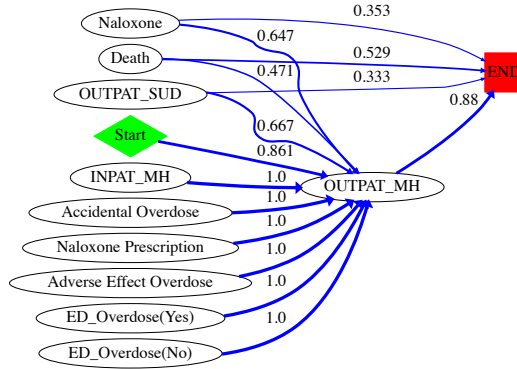 Naloxone
0.353
0.647
Death
0.529
0.471
END
0.333
OUTPAT_SUD
0.88
0.667
Start
0.861
INPAT_MH
1.0
OUTPAT_MH
1.0
Accidental Overdose
1.0
Naloxone Prescription
1.0
Adverse Effect Overdose
1.0
ED_Overdose(Yes)
1.0
ED_Overdose(No)